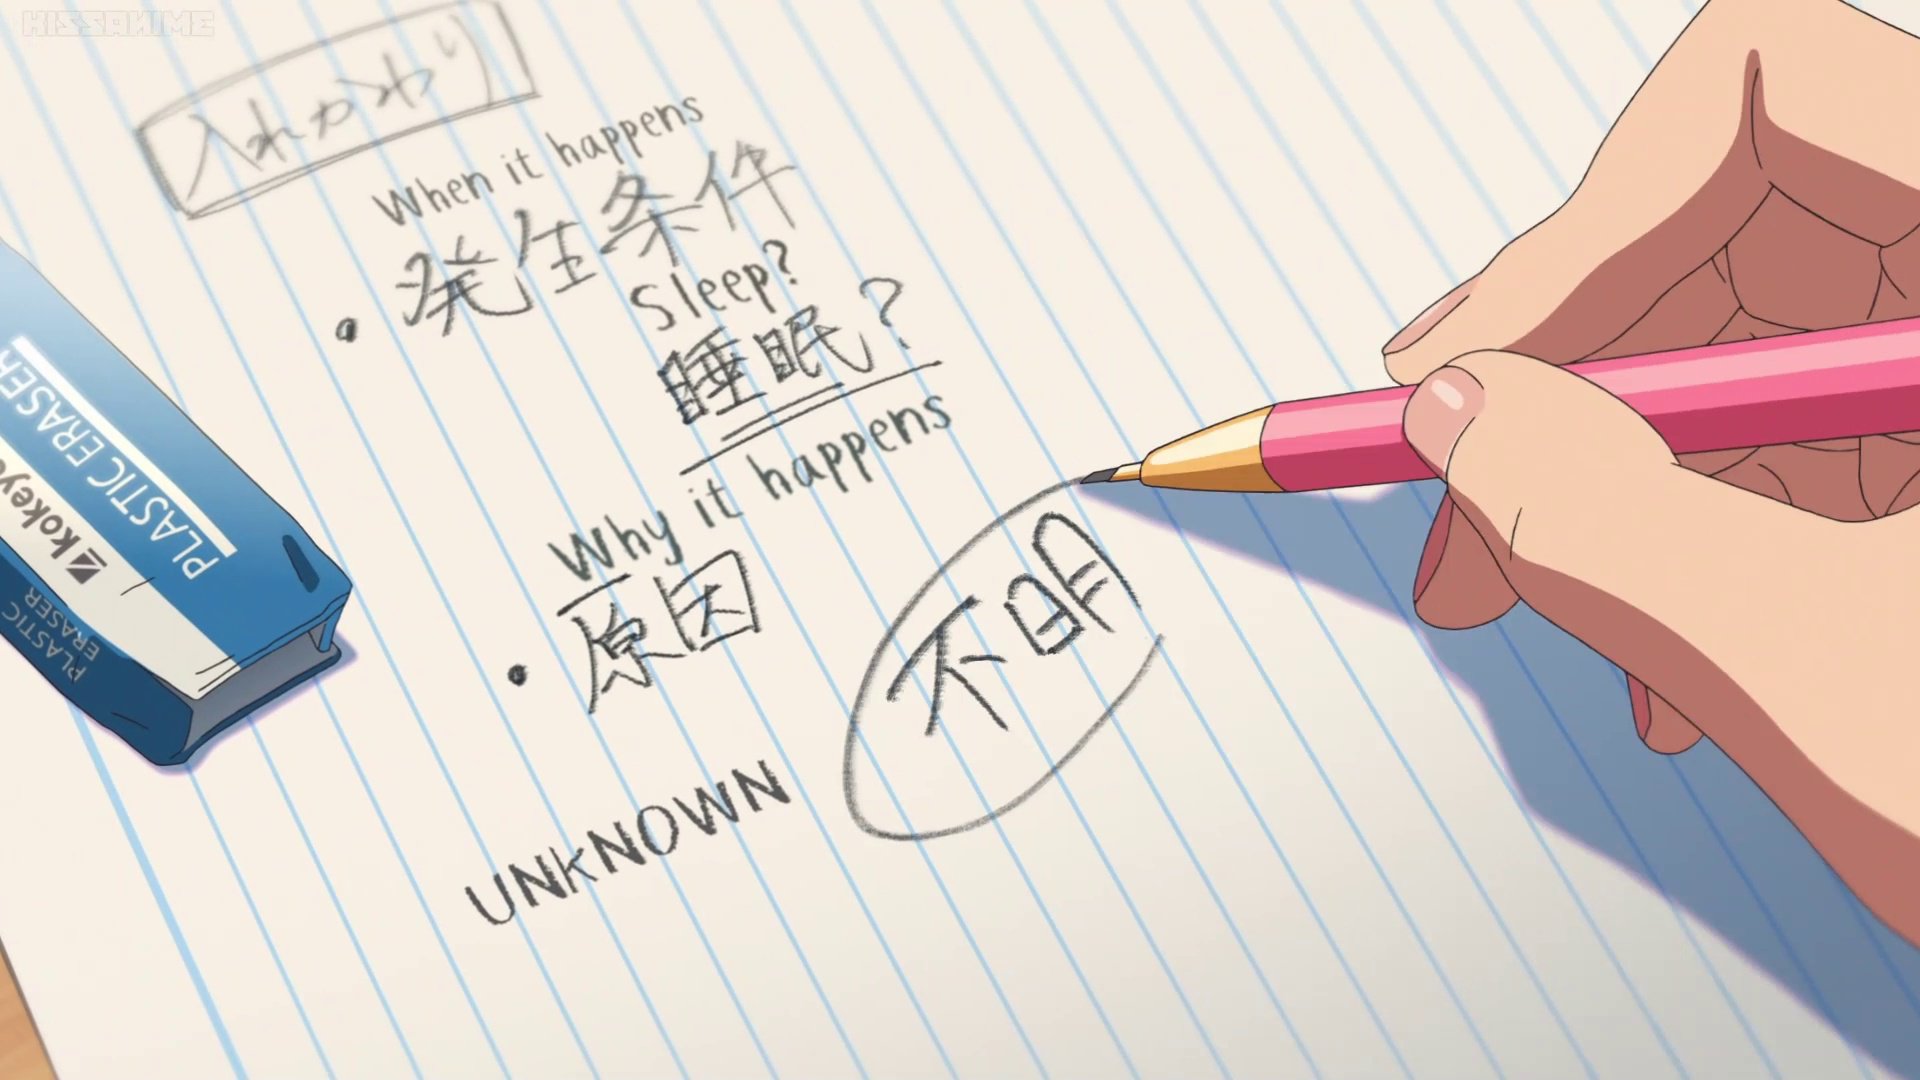 KISSANIME
入れかわり
When it happens
・発生条件
Sleep?
睡眠？
Why it happens
・原因
不明
UNKNOWN
PLASTIC ERASER
kokeyo
PLASTIC
ERASER